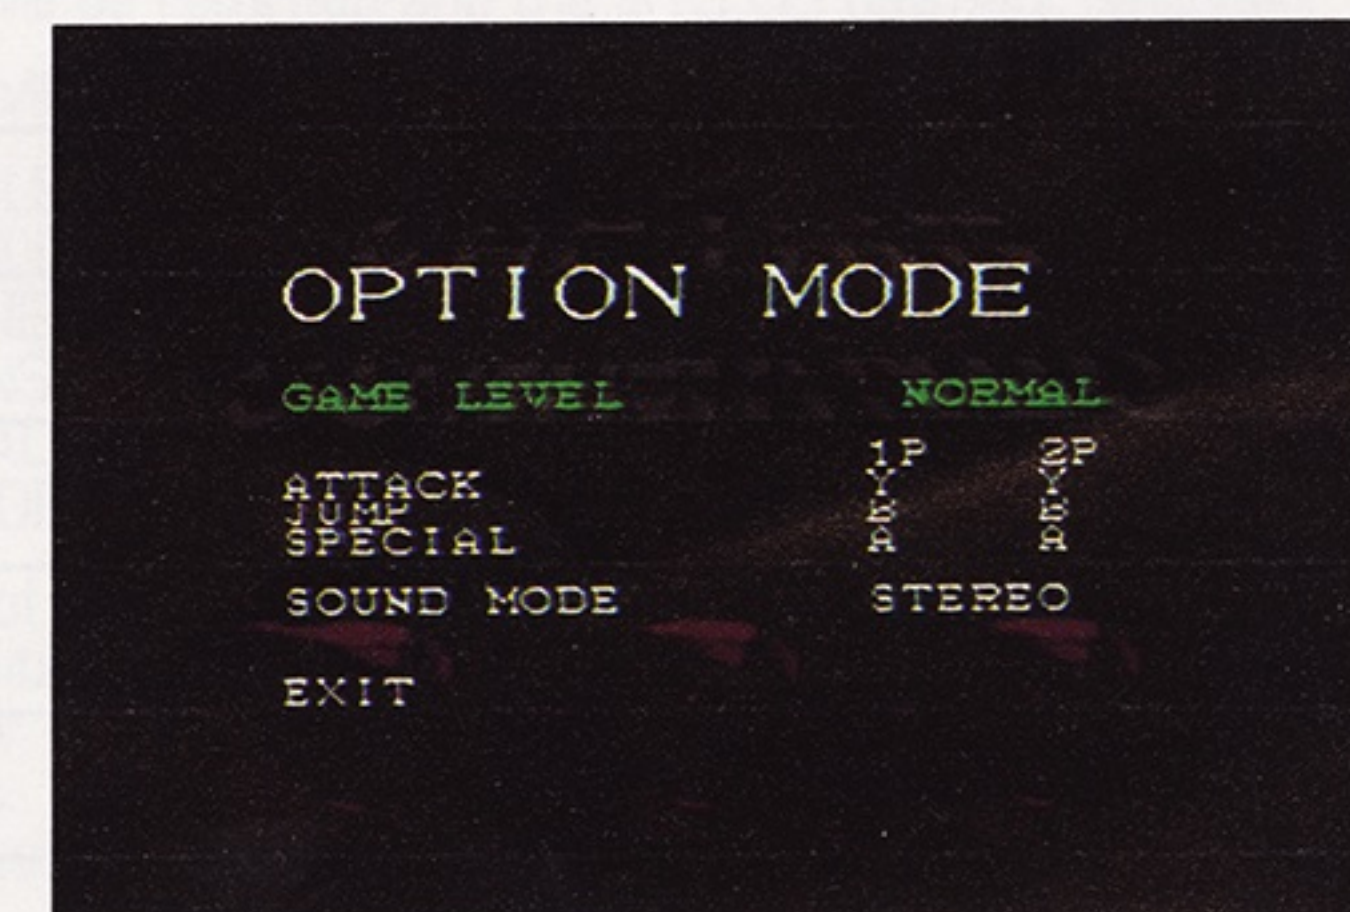 OPTION MODE
GAME LEVEL NORMAL
1P 2P
ATTACK Y Y
JUMP B B
SPECIAL A A
SOUND MODE STEREO
EXIT